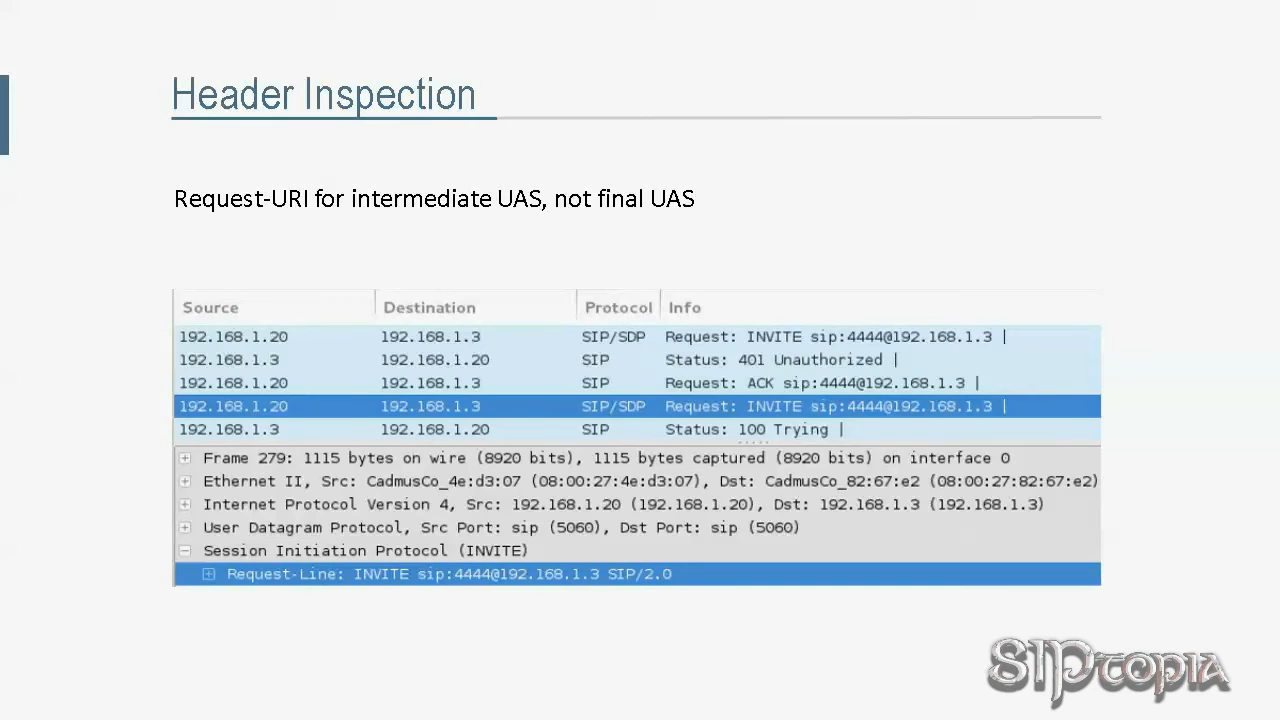 Header Inspection
Request-URI for intermediate UAS, not final UAS
Source Destination Protocol Info
192.168.1.20 192.168.1.3 SIP/SDP Request: INVITE sip:4444@192.168.1.3 |
192.168.1.3 192.168.1.20 SIP Status: 401 Unauthorized |
192.168.1.20 192.168.1.3 SIP Request: ACK sip:4444@192.168.1.3 |
192.168.1.20 192.168.1.3 SIP/SDP Request: INVITE sip:4444@192.168.1.3 |
192.168.1.3 192.168.1.20 SIP Status: 100 Trying |
Frame 279: 1115 bytes on wire (8920 bits), 1115 bytes captured (8920 bits) on interface 0
Ethernet II, Src: CadmusCo_4e:d3:07 (08:00:27:4e:d3:07), Dst: CadmusCo_82:67:e2 (08:00:27:82:67:e2)
Internet Protocol Version 4, Src: 192.168.1.20 (192.168.1.20), Dst: 192.168.1.3 (192.168.1.3)
User Datagram Protocol, Src Port: sip (5060), Dst Port: sip (5060)
Session Initiation Protocol (INVITE)
Request-Line: INVITE sip:4444@192.168.1.3 SIP/2.0
SIPtopia